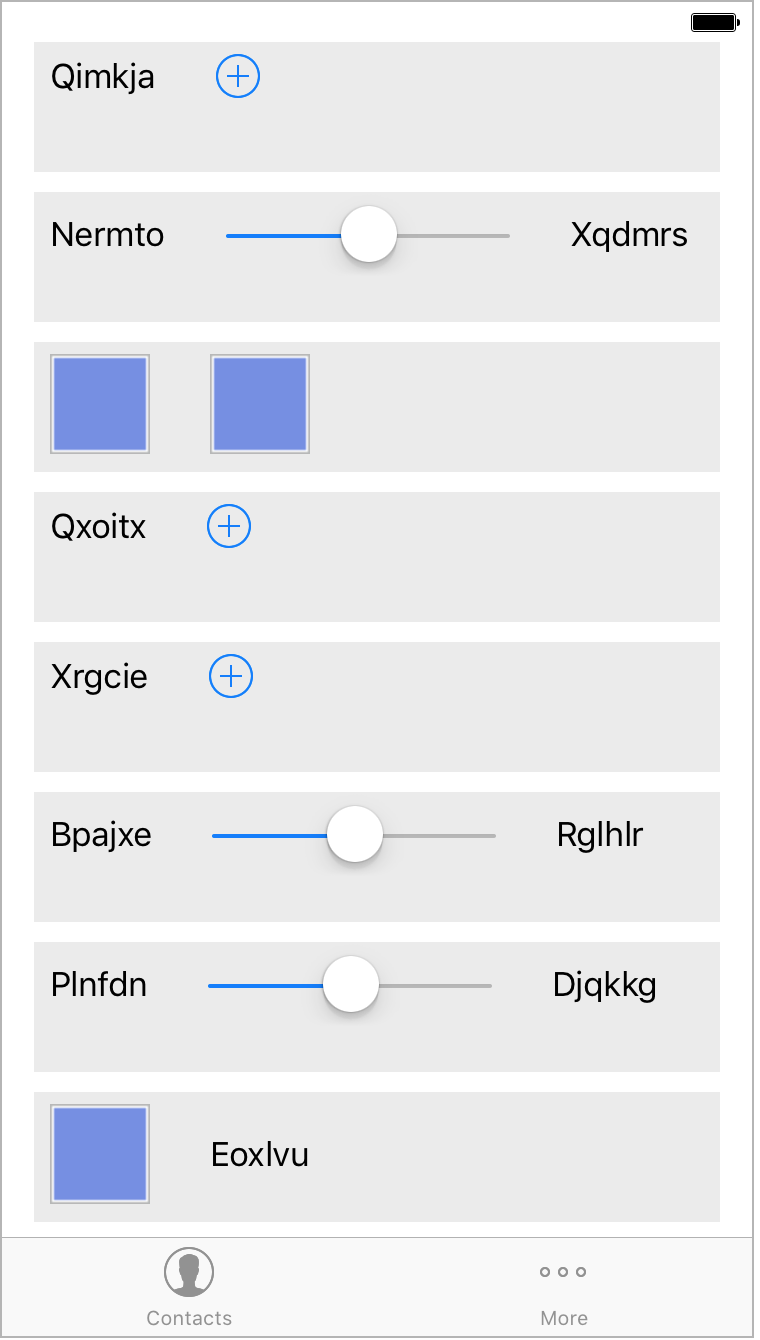 Qimkja
Nermto Xqdmrs
Qxoitx
Xrgcie
Bpajxe Rglhlr
Plnfdn Djqkkg
Eoxlvu
Contacts More